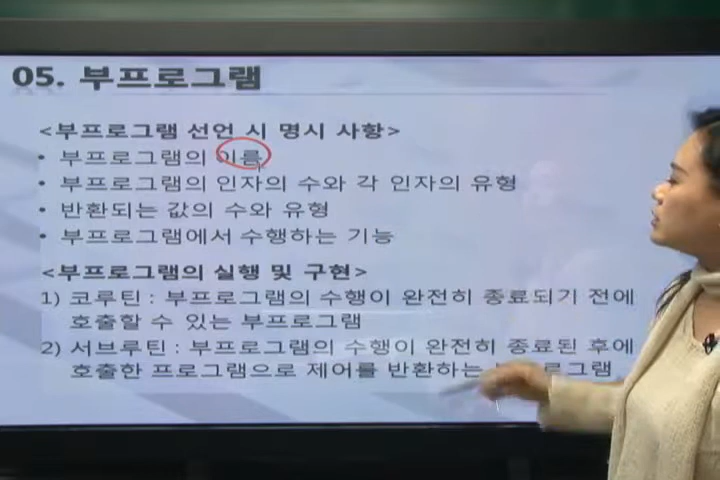 05. 부프로그램
<부프로그램 선언 시 명시 사항>
• 부프로그램의 이름
• 부프로그램의 인자의 수와 각 인자의 유형
• 반환되는 값의 수와 유형
• 부프로그램에서 수행하는 기능
<부프로그램의 실행 및 구현>
1) 코루틴 : 부프로그램의 수행이 완전히 종료되기 전에
호출할 수 있는 부프로그램
2) 서브루틴 : 부프로그램의 수행이 완전히 종료된 후에
호출한 프로그램으로 제어를 반환하는